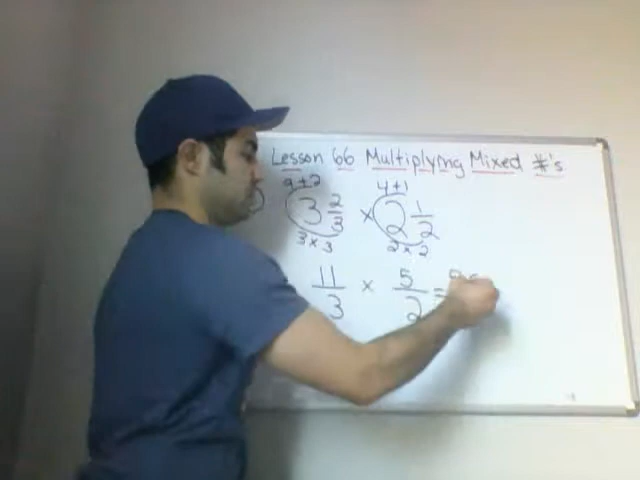 Lesson 66 Multiplying Mixed #'s
9+2 4+1
3 2/3 × 2 1/2
3×3 2×2
11/3 × 5/2 =